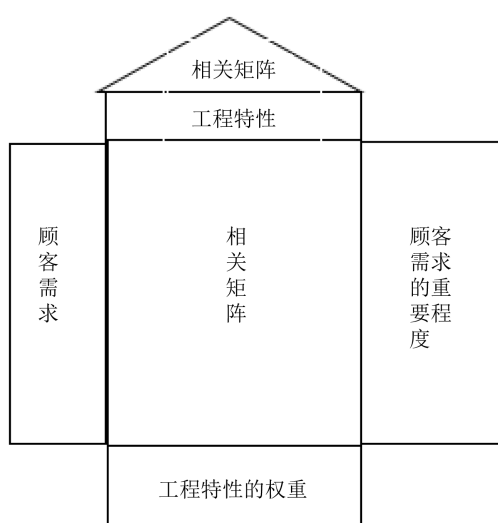 相关矩阵
工程特性
顾客需求
相关矩阵
顾客
需求
的重
要程
度
工程特性的权重